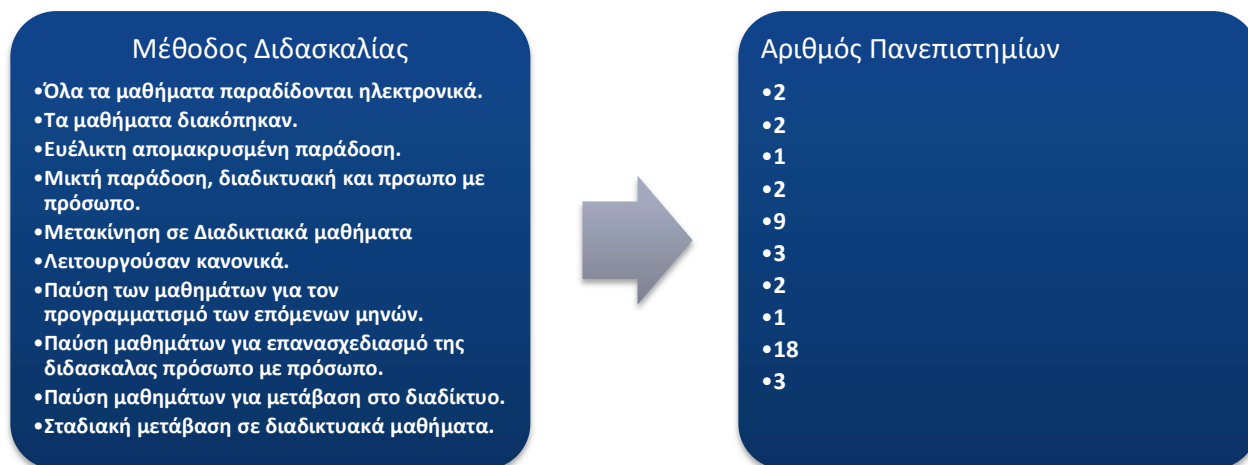 Μέθοδος Διδασκαλίας
•Όλα τα μαθήματα παραδίδονται ηλεκτρονικά.
•Τα μαθήματα διακόπηκαν.
•Ευέλικτη απομακρυσμένη παράδοση.
•Μικτή παράδοση, διαδικτυακή και πρσωπο με
πρόσωπο.
•Μετακίνηση σε Διαδικτιακά μαθήματα
•Λειτουργούσαν κανονικά.
•Παύση των μαθημάτων για τον
προγραμματισμό των επόμενων μηνών.
•Παύση μαθημάτων για επανασχεδιασμό της
διδασκαλας πρόσωπο με πρόσωπο.
•Παύση μαθημάτων για μετάβαση στο διαδίκτυο.
•Σταδιακή μετάβαση σε διαδικτυακά μαθήματα.
Αριθμός Πανεπιστημίων
•2
•2
•1
•2
•9
•3
•2
•1
•18
•3